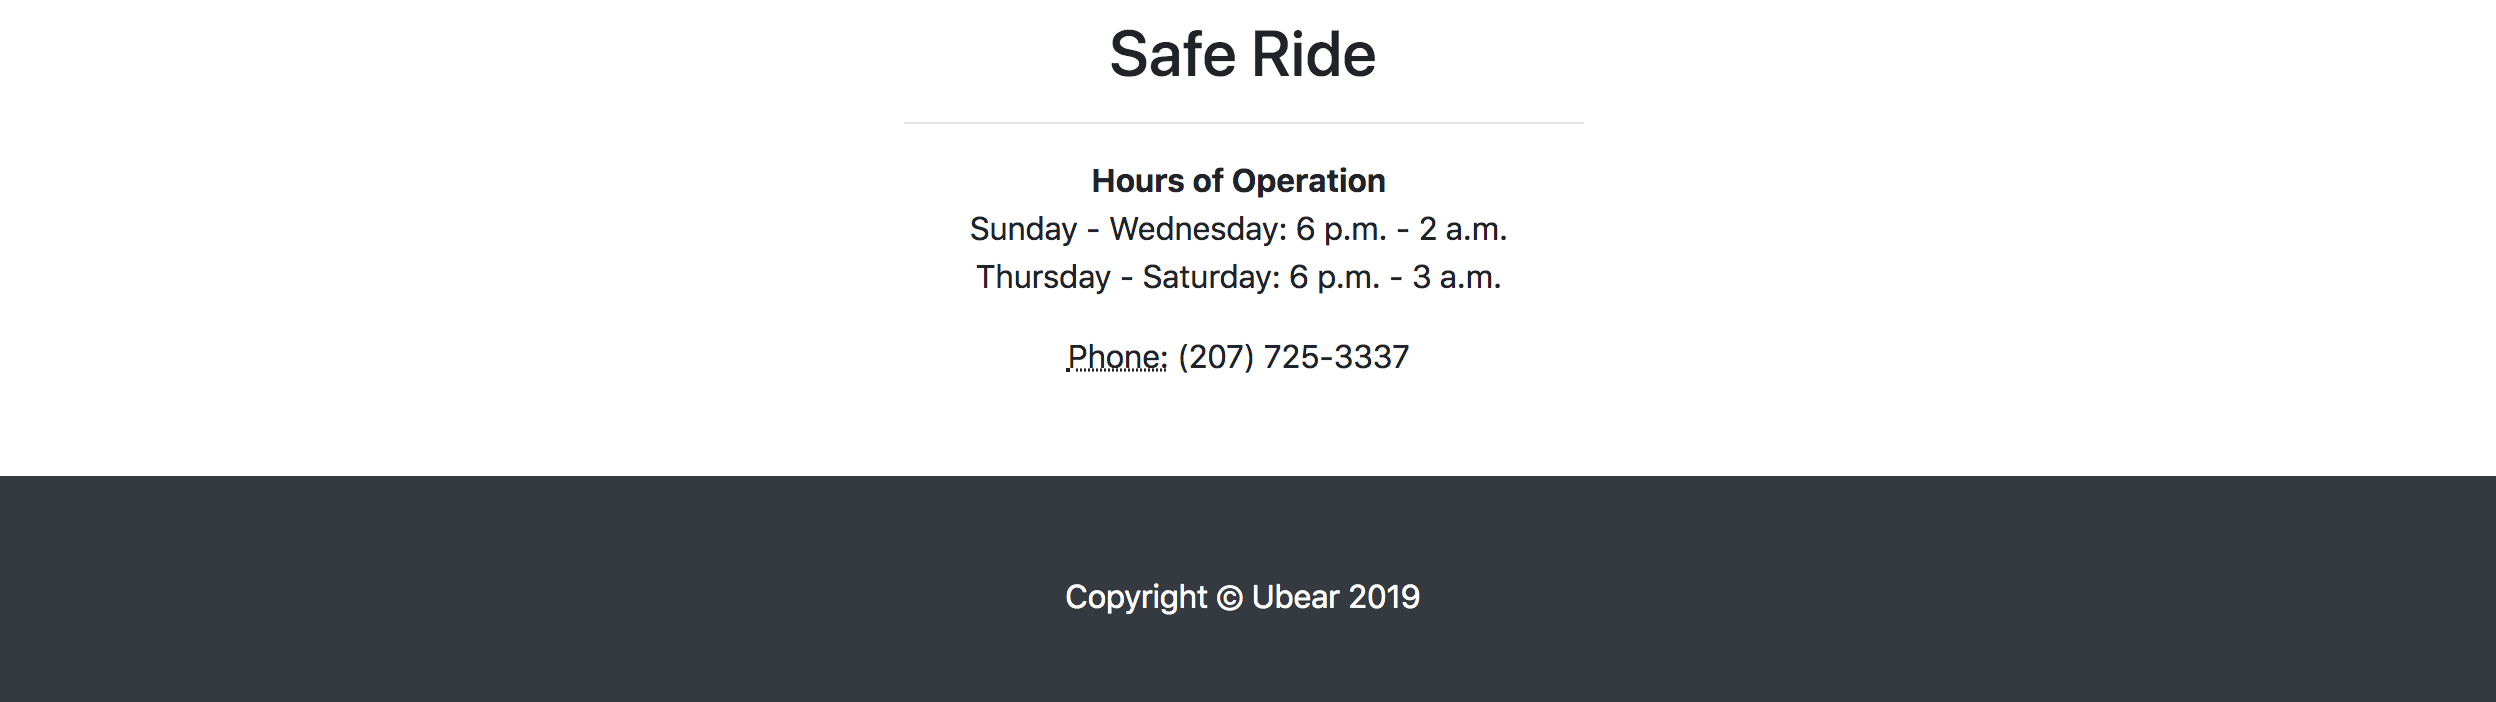 Safe Ride
Hours of Operation
Sunday - Wednesday: 6 p.m. - 2 a.m.
Thursday - Saturday: 6 p.m. - 3 a.m.
Phone: (207) 725-3337
Copyright © Ubear 2019